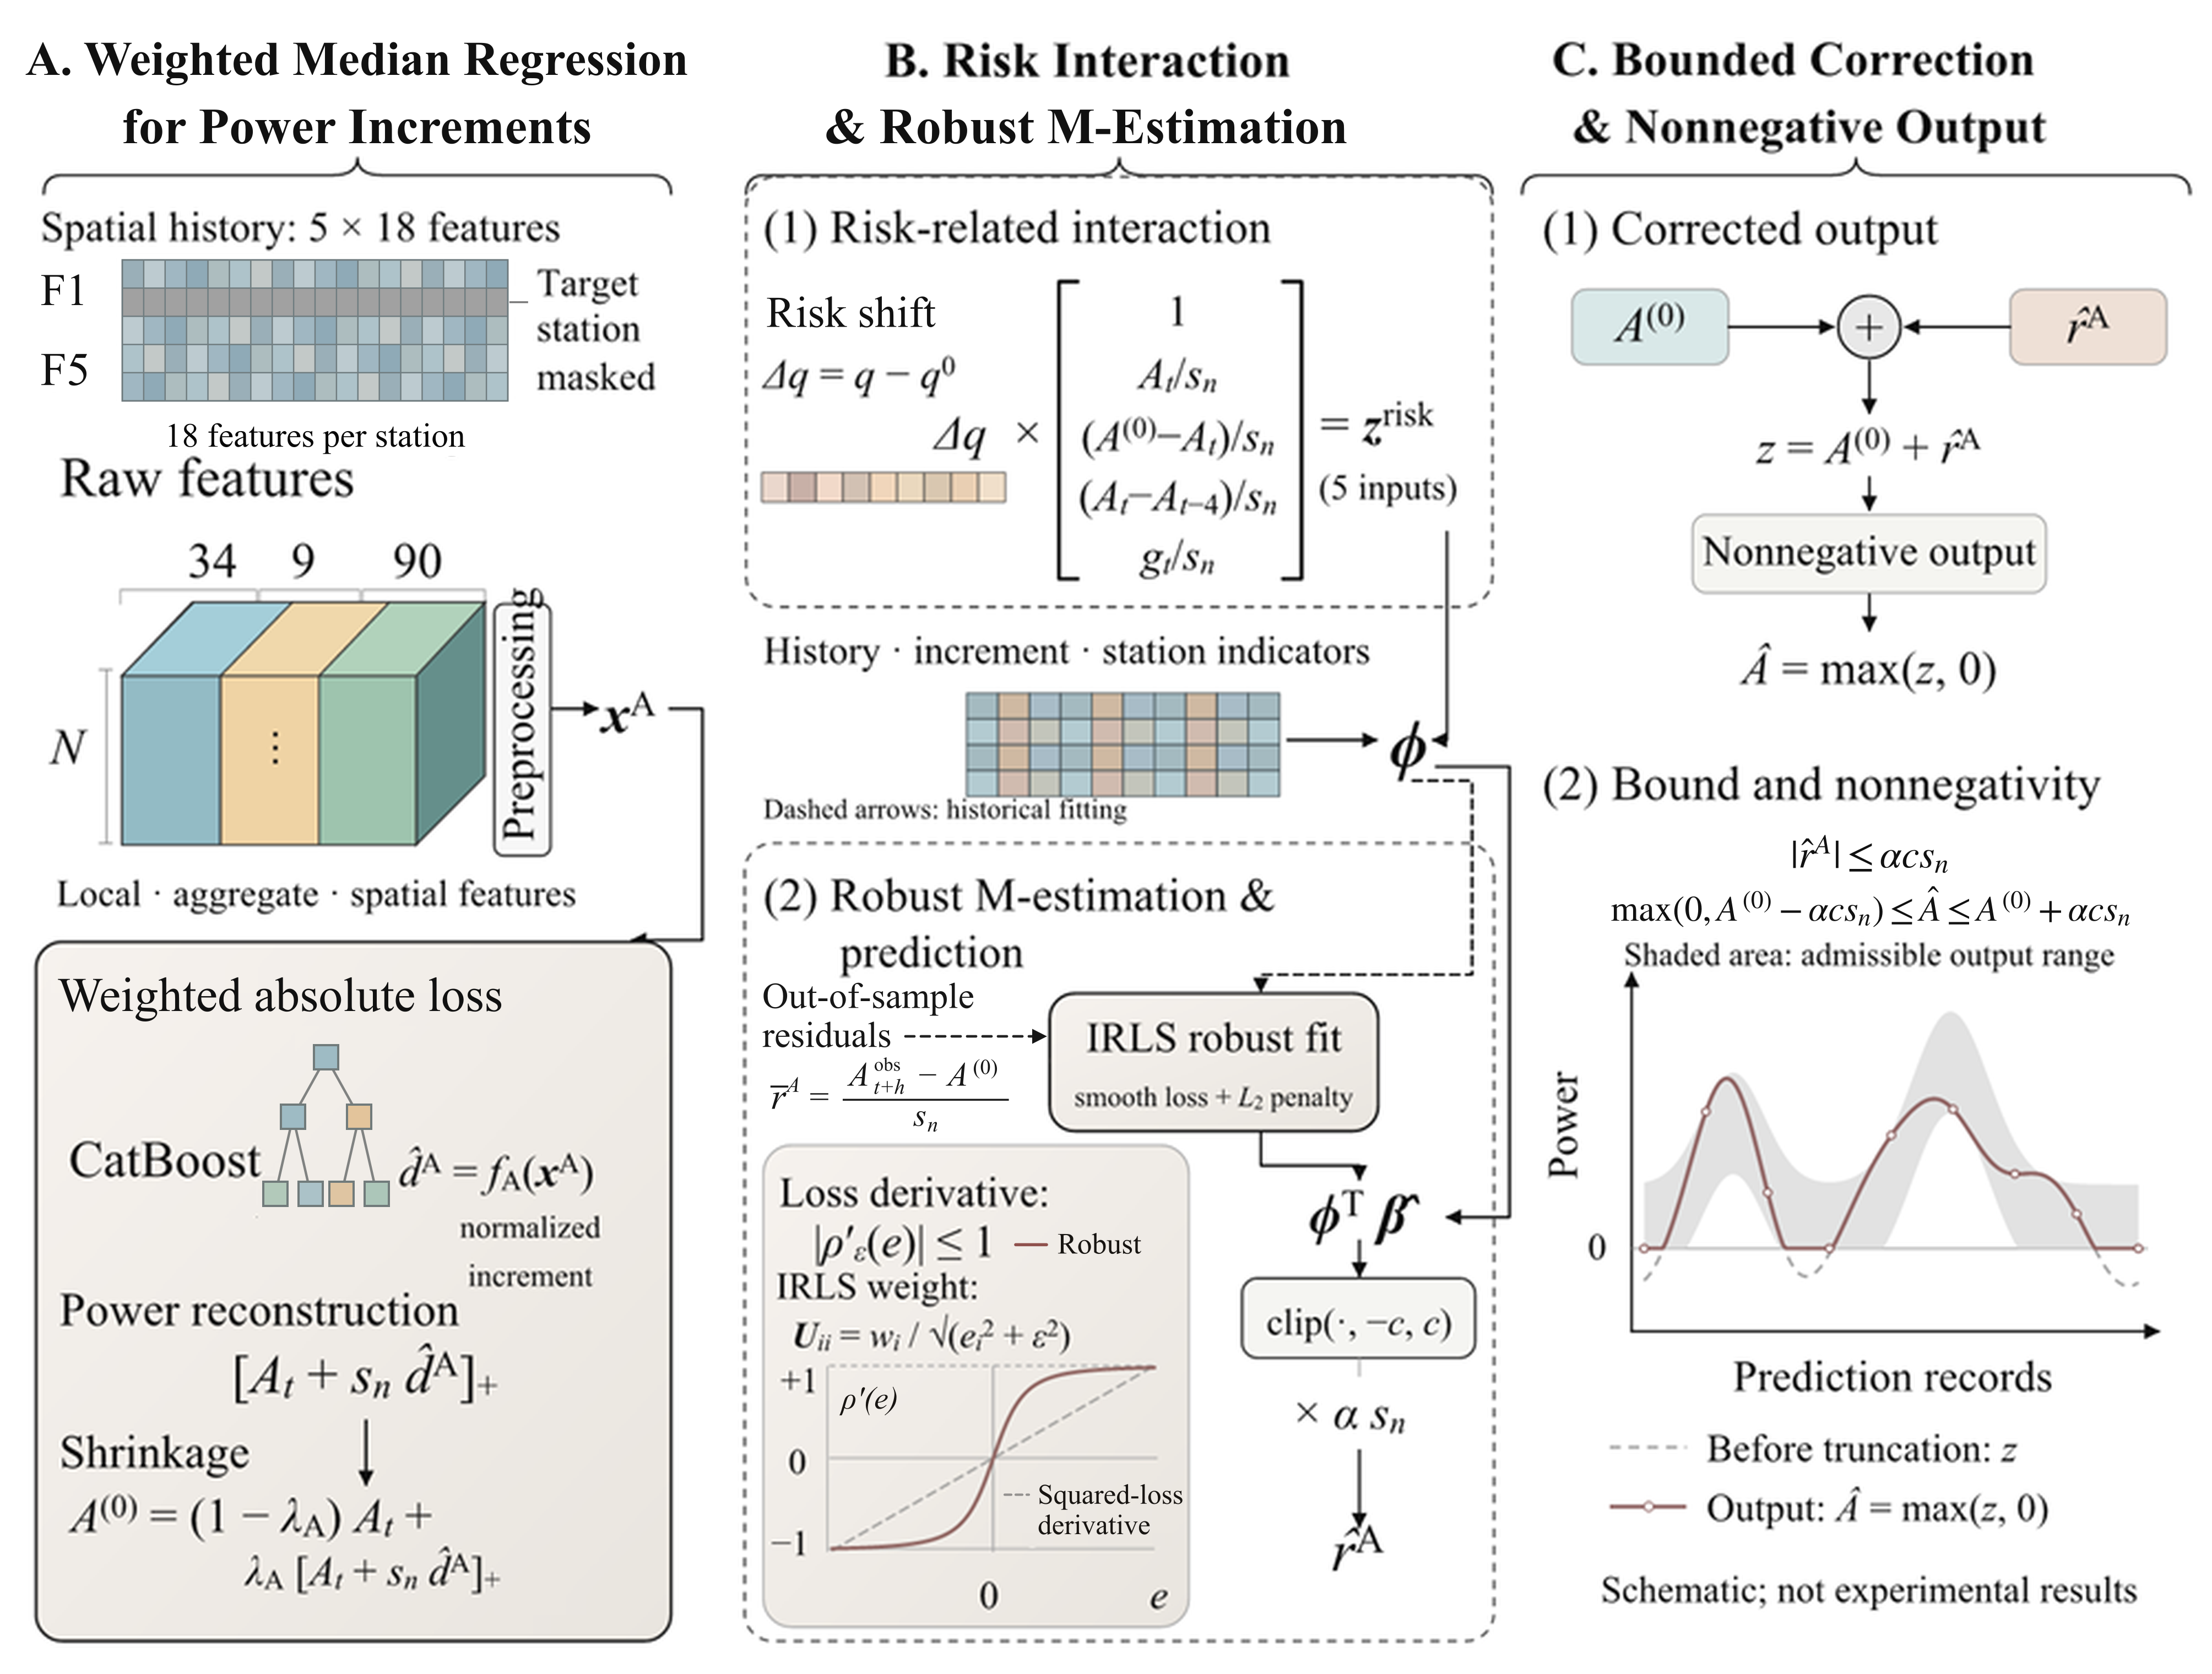 A. Weighted Median Regression
for Power Increments
Spatial history: 5 × 18 features
F1
F5
Target
station
masked
18 features per station
Raw features
34 9 90
N
⋮
Preprocessing
x^A
Local · aggregate · spatial features
Weighted absolute loss
CatBoost
d̂^A = f_A(x^A)
normalized
increment
Power reconstruction
[A_t + s_n d̂^A]_+
Shrinkage
A^(0) = (1 − λ_A) A_t +
λ_A [A_t + s_n d̂^A]_+
B. Risk Interaction
& Robust M-Estimation
(1) Risk-related interaction
Risk shift
Δq = q − q^0
Δq ×
1
A_t/s_n
(A^(0)−A_t)/s_n
(A_t−A_{t−4})/s_n
g_t/s_n
= z^risk
(5 inputs)
History · increment · station indicators
ϕ
Dashed arrows: historical fitting
(2) Robust M-estimation &
prediction
Out-of-sample
residuals
r̅^A = (A_{t+h}^obs − A^(0)) / s_n
IRLS robust fit
smooth loss + L_2 penalty
Loss derivative:
|ρ′_ε(e)| ≤ 1
Robust
IRLS weight:
U_ii = w_i / √(e_i^2 + ε^2)
+1
ρ′(e)
0
Squared-loss
derivative
−1
0
e
ϕ^T β̂
clip(·, −c, c)
× α s_n
r̂^A
C. Bounded Correction
& Nonnegative Output
(1) Corrected output
A^(0) + r̂^A
z = A^(0) + r̂^A
Nonnegative output
Â = max(z, 0)
(2) Bound and nonnegativity
|r̂^A| ≤ αcs_n
max(0, A^(0) − αcs_n) ≤ Â ≤ A^(0) + αcs_n
Shaded area: admissible output range
Power
0
Prediction records
Before truncation: z
Output: Â = max(z, 0)
Schematic; not experimental results